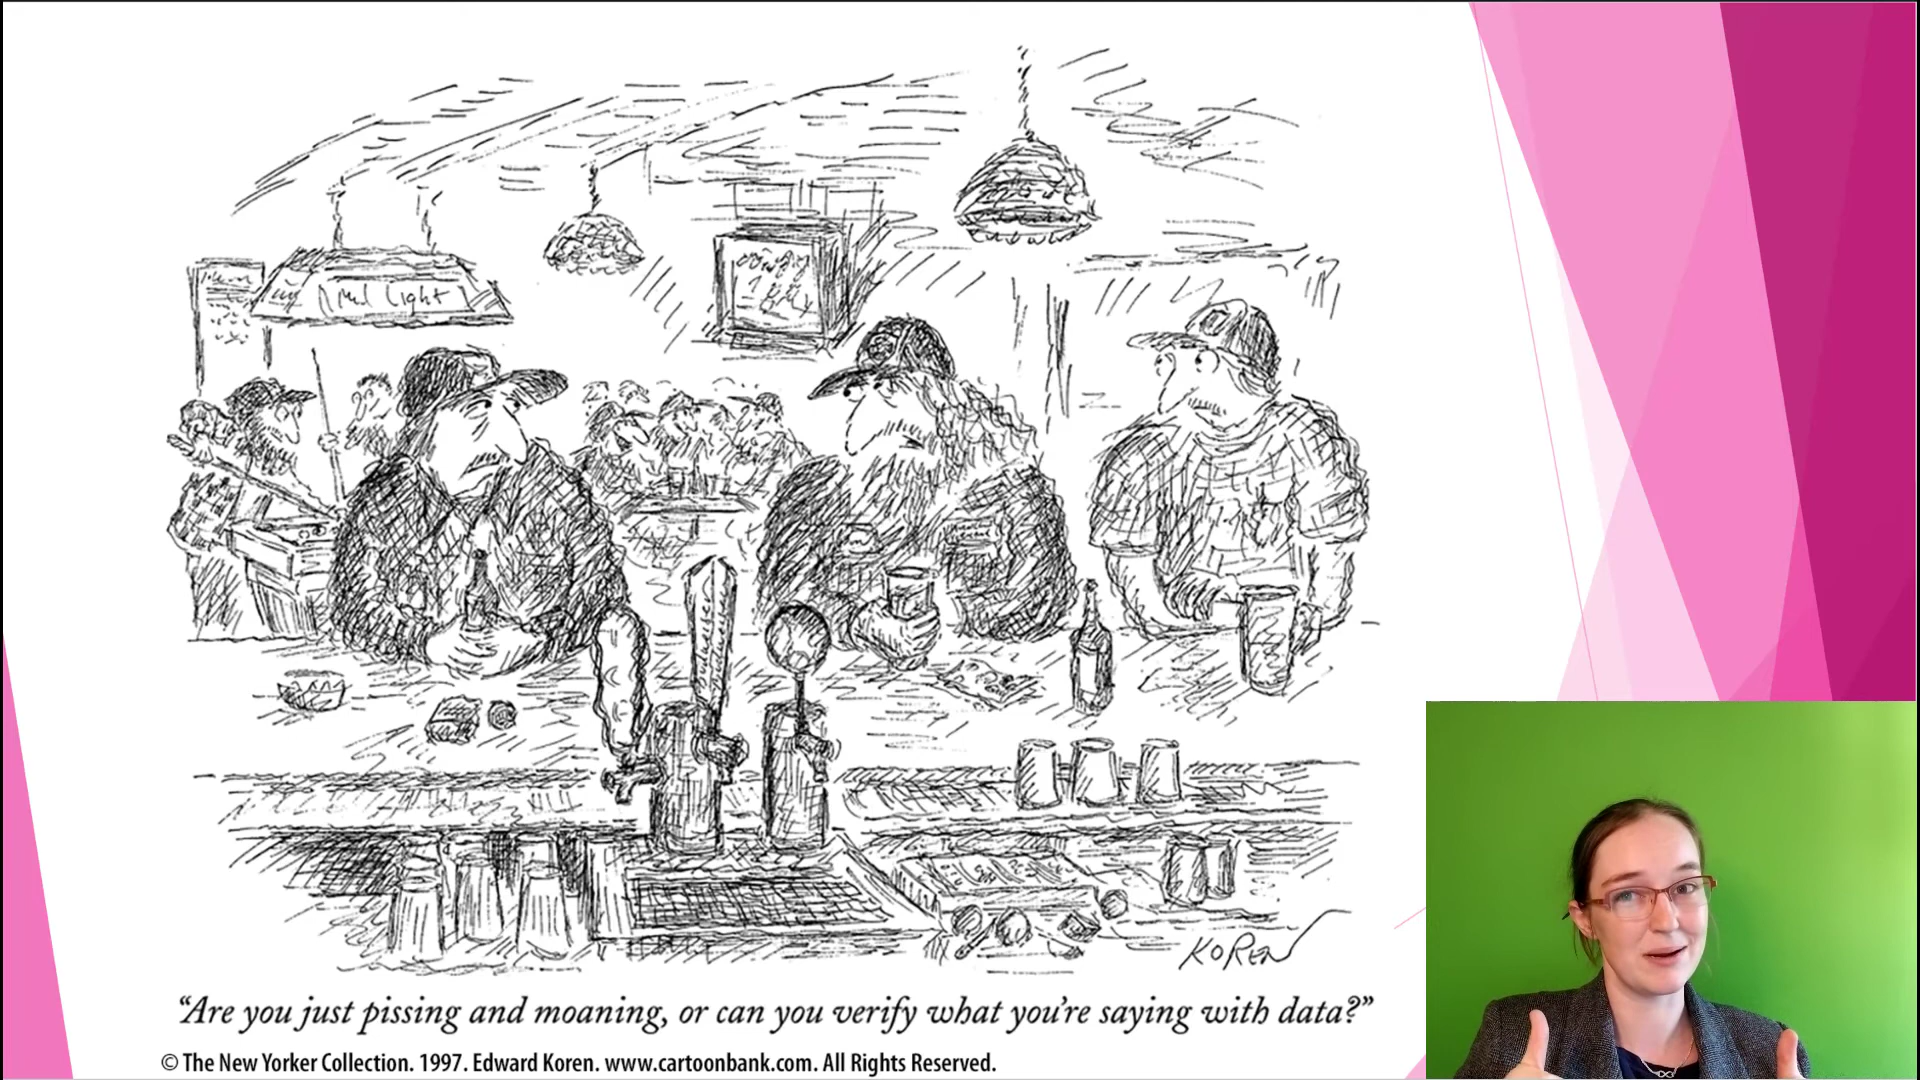 Light
KOREN
“Are you just pissing and moaning, or can you verify what you’re saying with data?”
© The New Yorker Collection. 1997. Edward Koren. www.cartoonbank.com. All Rights Reserved.